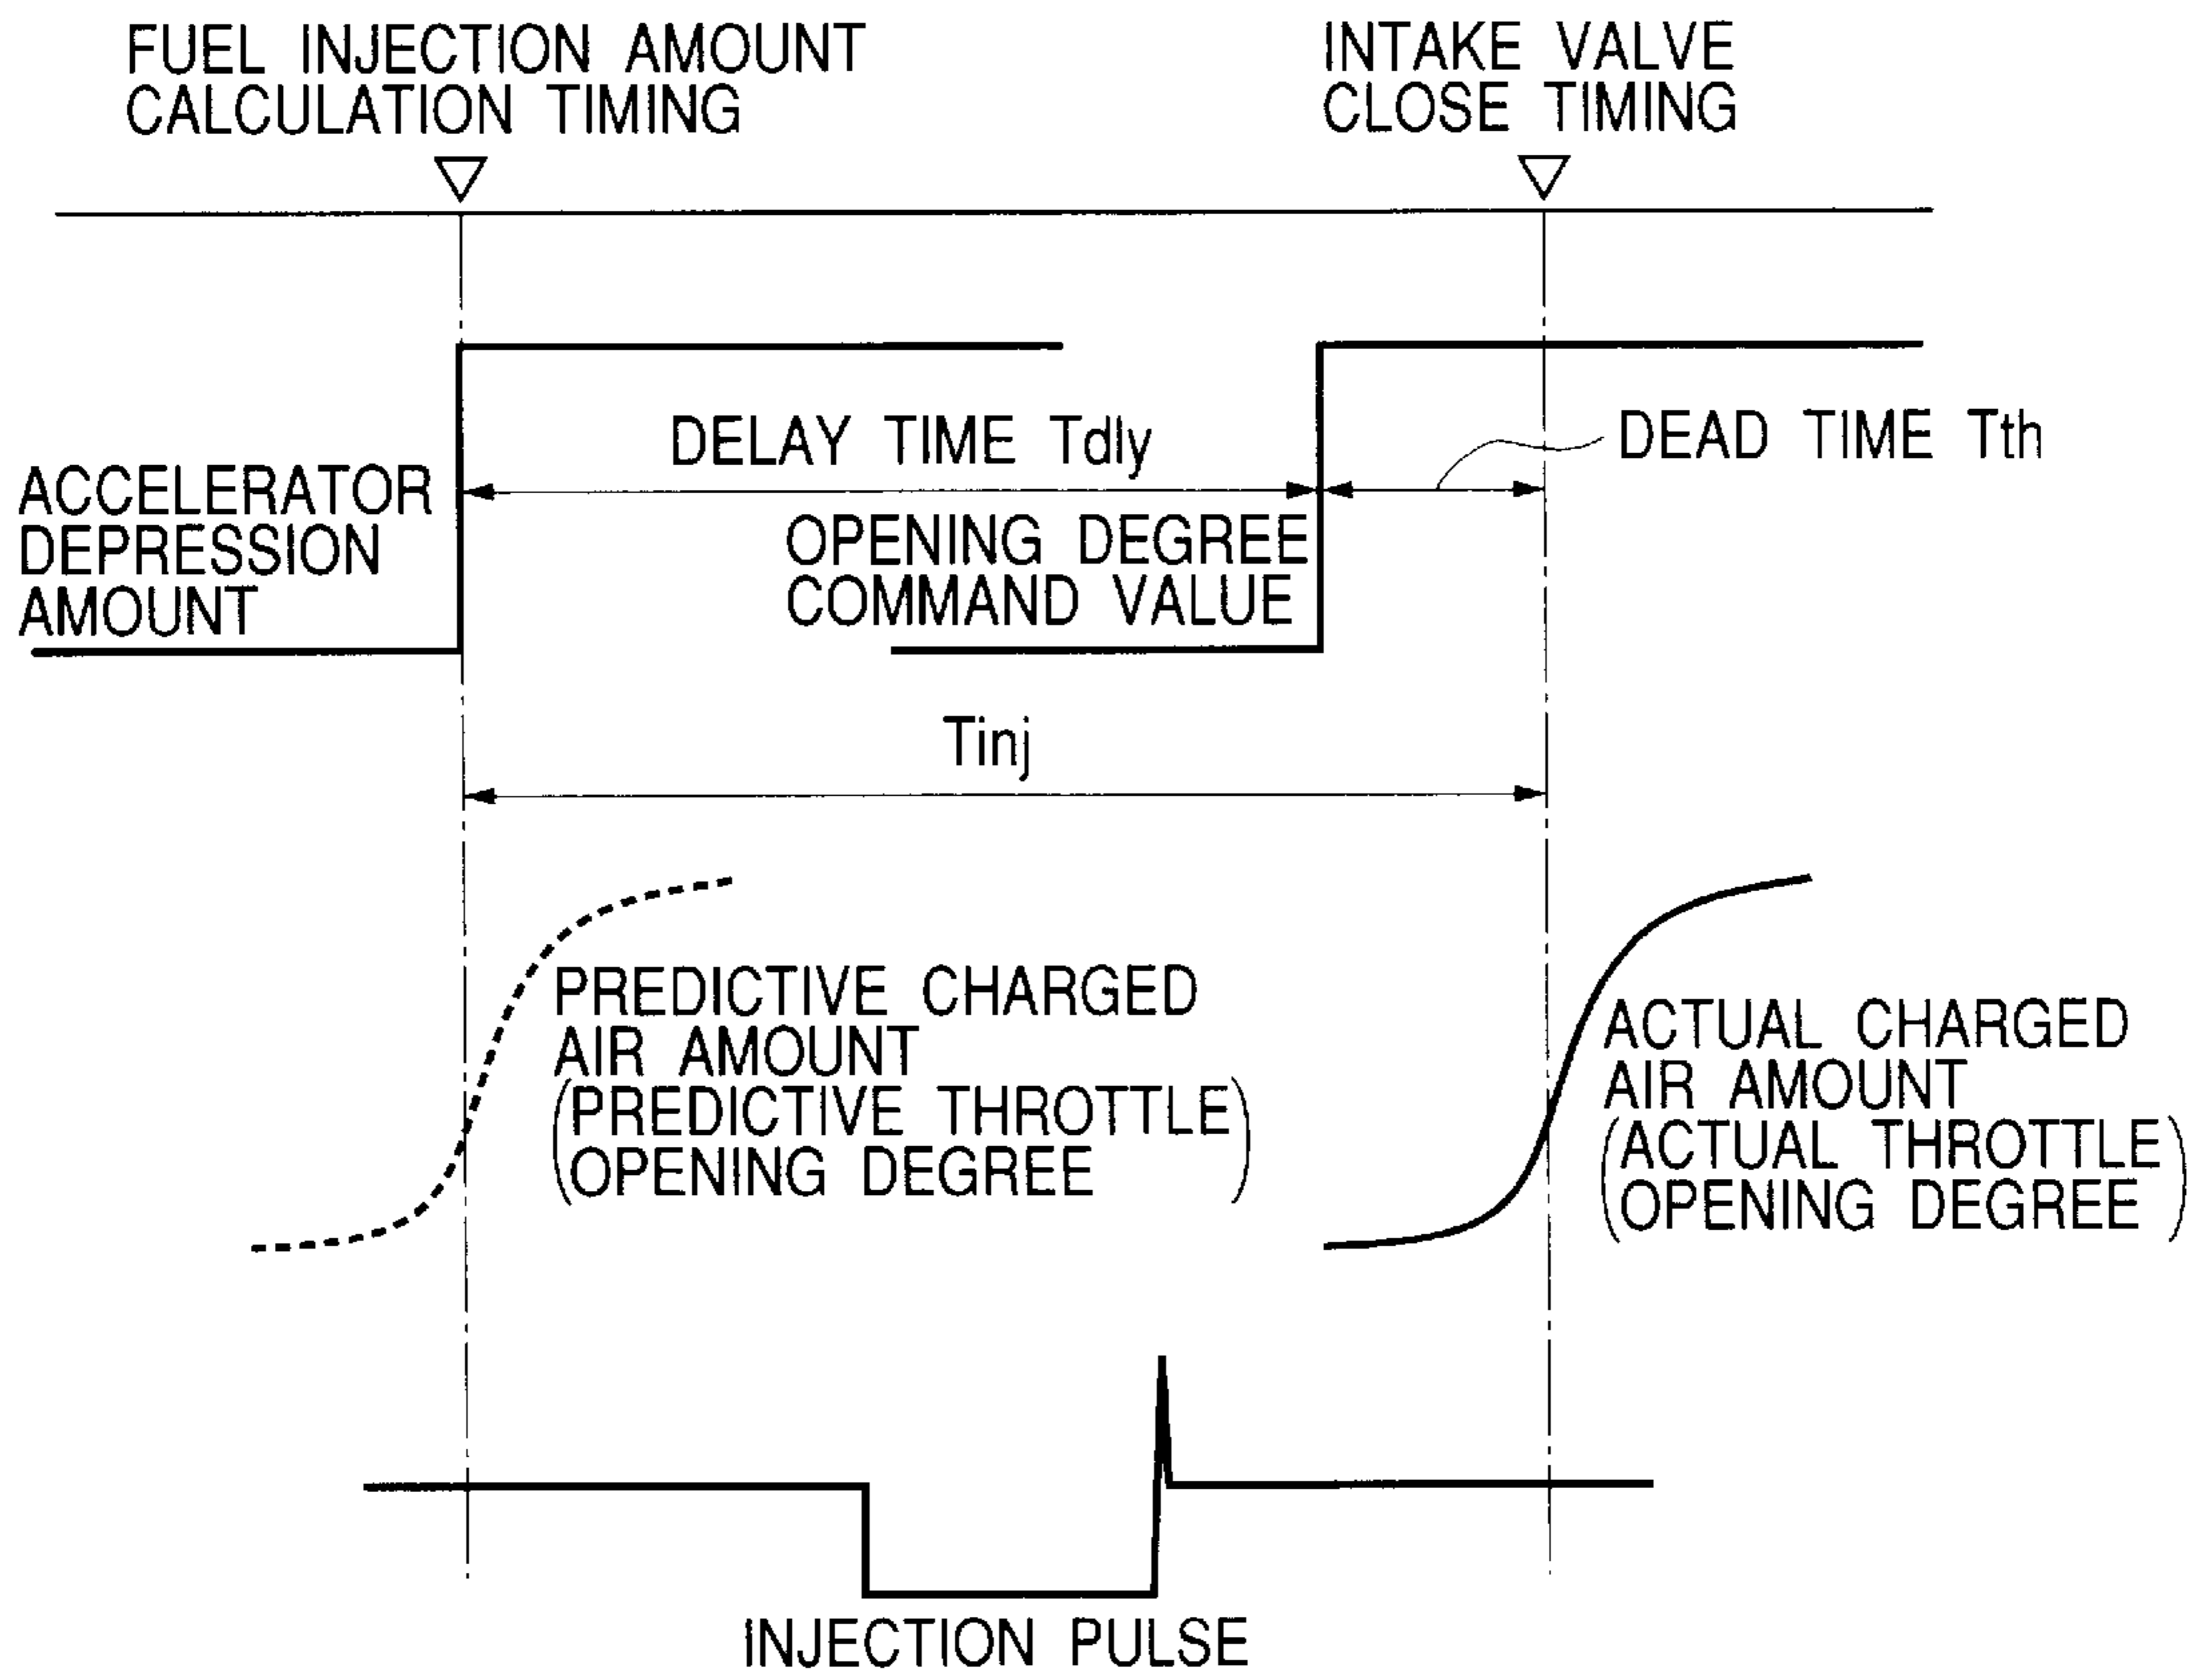 FUEL INJECTION AMOUNT
CALCULATION TIMING
INTAKE VALVE
CLOSE TIMING
DELAY TIME Tdly
DEAD TIME Tth
ACCELERATOR
DEPRESSION
AMOUNT
OPENING DEGREE
COMMAND VALUE
Tinj
PREDICTIVE CHARGED
AIR AMOUNT
(PREDICTIVE THROTTLE
OPENING DEGREE)
ACTUAL CHARGED
AIR AMOUNT
(ACTUAL THROTTLE
OPENING DEGREE)
INJECTION PULSE